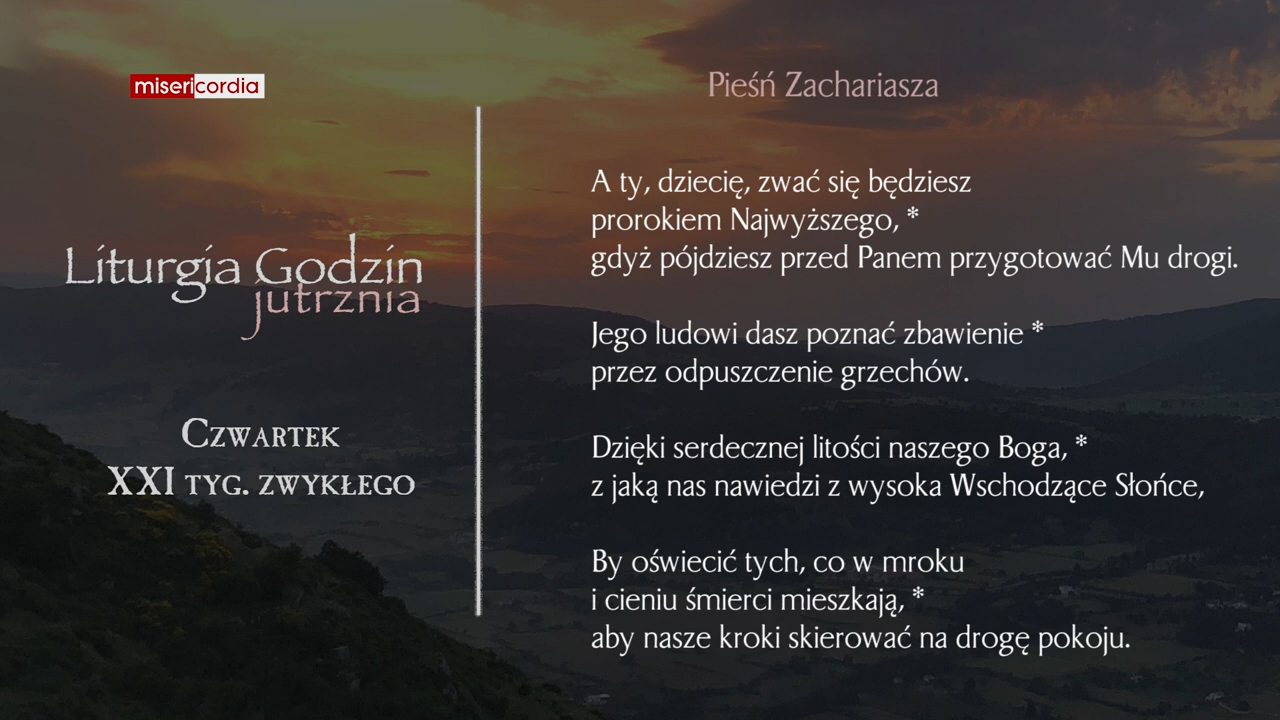 misericordia
Liturgia Godzin
jutrznia
Czwartek
XXI tyg. zwykłego
Pieśń Zachariasza
A ty, dziecię, zwać się będziesz
prorokiem Najwyższego, *
gdyż pójdziesz przed Panem przygotować Mu drogi.
Jego ludowi dasz poznać zbawienie *
przez odpuszczenie grzechów.
Dzięki serdecznej litości naszego Boga, *
z jaką nas nawiedzi z wysoka Wschodzące Słońce,
By oświecić tych, co w mroku
i cieniu śmierci mieszkają, *
aby nasze kroki skierować na drogę pokoju.